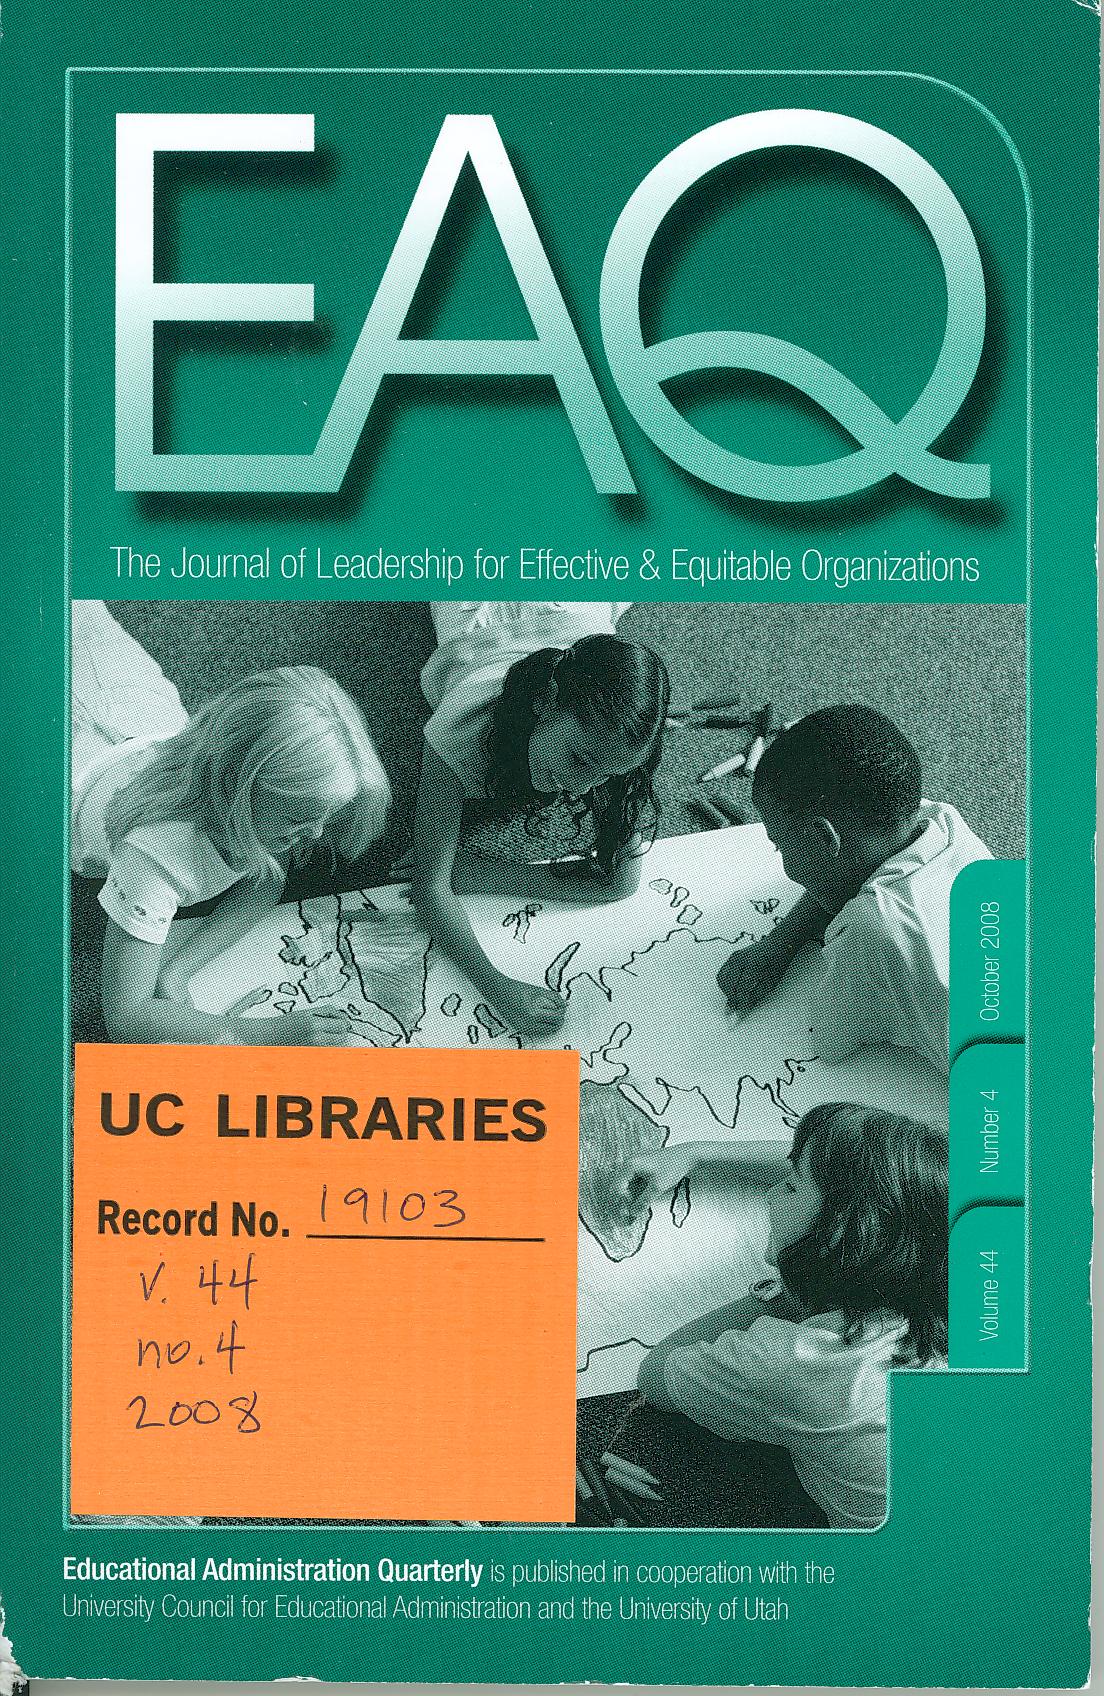 EAQ
The Journal of Leadership for Effective & Equitable Organizations
October 2008
Number 4
Volume 44
UC LIBRARIES
Record No. 19103
v. 44
no. 4
2008
Educational Administration Quarterly is published in cooperation with the
University Council for Educational Administration and the University of Utah